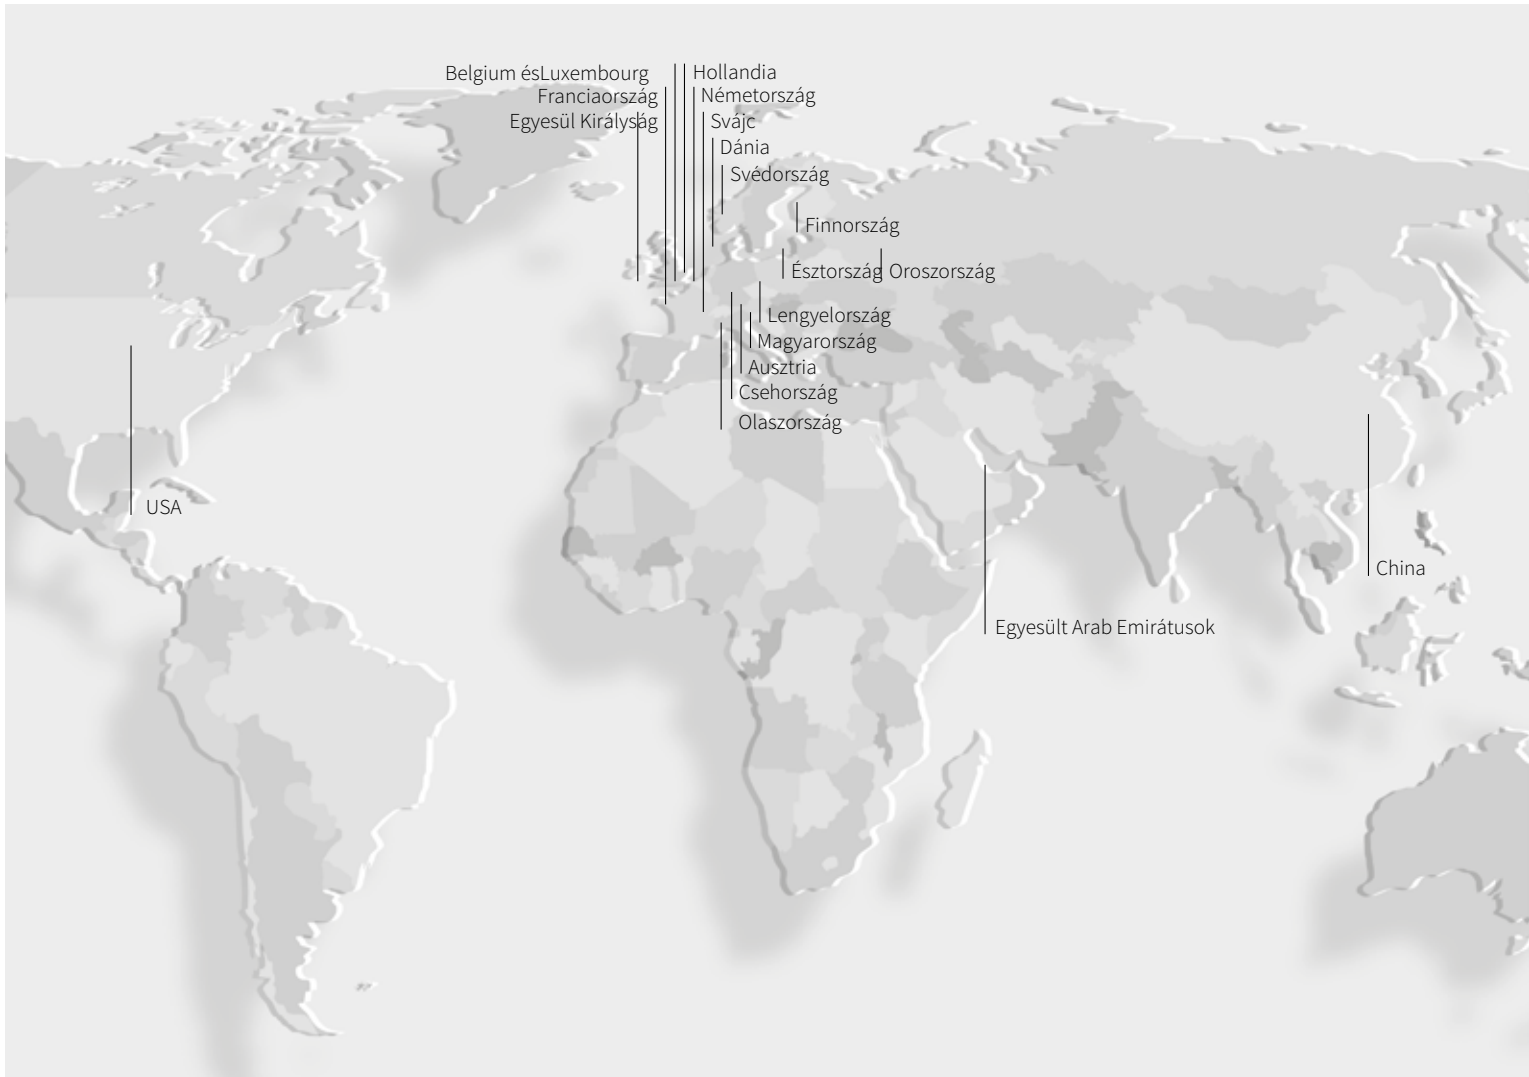 Belgium ésLuxembourg
Hollandia
Franciaország
Németország
Egyesül Királyság
Svájc
Dánia
Svédország
Finnország
Észtország
Oroszország
Lengyelország
Magyarország
Ausztria
Csehország
Olaszország
USA
China
Egyesült Arab Emirátusok